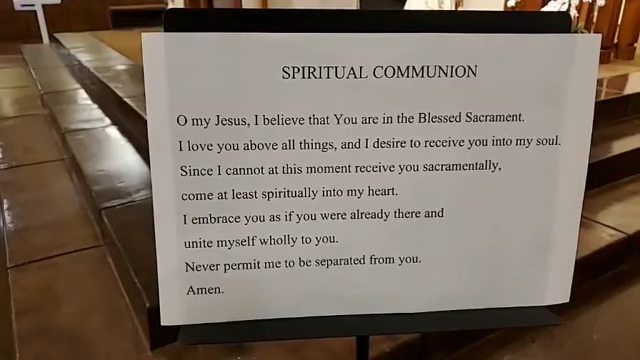 SPIRITUAL COMMUNION
O my Jesus, I believe that You are in the Blessed Sacrament.
I love you above all things, and I desire to receive you into my soul.
Since I cannot at this moment receive you sacramentally,
come at least spiritually into my heart.
I embrace you as if you were already there and
unite myself wholly to you.
Never permit me to be separated from you.
Amen.